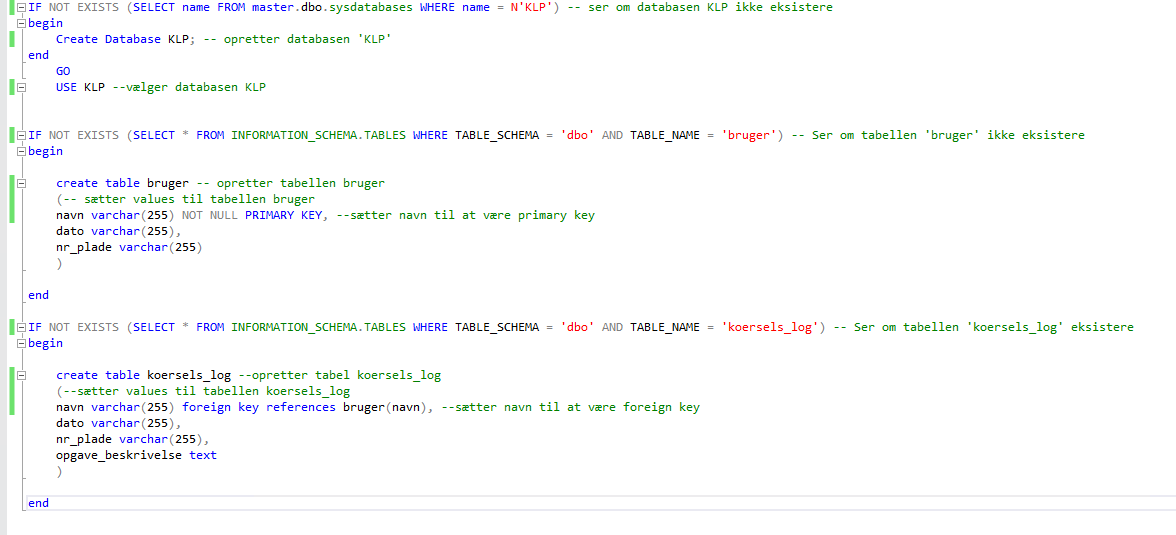 IF NOT EXISTS (SELECT name FROM master.dbo.sysdatabases WHERE name = N'KLP') -- ser om databasen KLP ikke eksistere
begin
Create Database KLP; -- opretter databasen 'KLP'
end
GO
USE KLP --vælger databasen KLP
IF NOT EXISTS (SELECT * FROM INFORMATION_SCHEMA.TABLES WHERE TABLE_SCHEMA = 'dbo' AND TABLE_NAME = 'bruger') -- Ser om tabellen 'bruger' ikke eksistere
begin
create table bruger -- opretter tabellen bruger
(-- sætter values til tabellen bruger
navn varchar(255) NOT NULL PRIMARY KEY, --sætter navn til at være primary key
dato varchar(255),
nr_plade varchar(255)
)
end
IF NOT EXISTS (SELECT * FROM INFORMATION_SCHEMA.TABLES WHERE TABLE_SCHEMA = 'dbo' AND TABLE_NAME = 'koersels_log') -- Ser om tabellen 'koersels_log' eksistere
begin
create table koersels_log --opretter tabel koersels_log
(--sætter values til tabellen koersels_log
navn varchar(255) foreign key references bruger(navn), --sætter navn til at være foreign key
dato varchar(255),
nr_plade varchar(255),
opgave_beskrivelse text
)
end